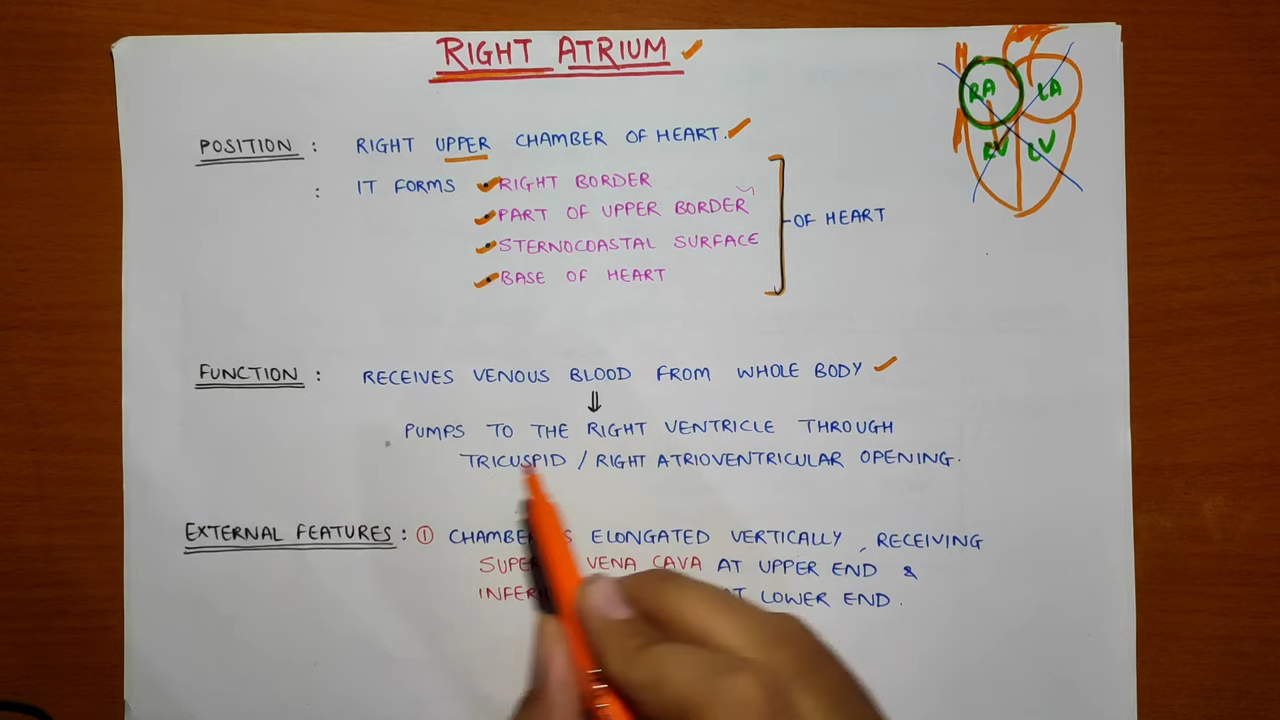 RIGHT ATRIUM
POSITION : RIGHT UPPER CHAMBER OF HEART.
: IT FORMS • RIGHT BORDER
• PART OF UPPER BORDER
• STERNOCOASTAL SURFACE
• BASE OF HEART
OF HEART
RA LA
RV LV
FUNCTION : RECEIVES VENOUS BLOOD FROM WHOLE BODY
⇓
PUMPS TO THE RIGHT VENTRICLE THROUGH
TRICUSPID / RIGHT ATRIOVENTRICULAR OPENING.
EXTERNAL FEATURES : ① CHAMBER IS ELONGATED VERTICALLY, RECEIVING
VENA CAVA AT UPPER END &
AT LOWER END.